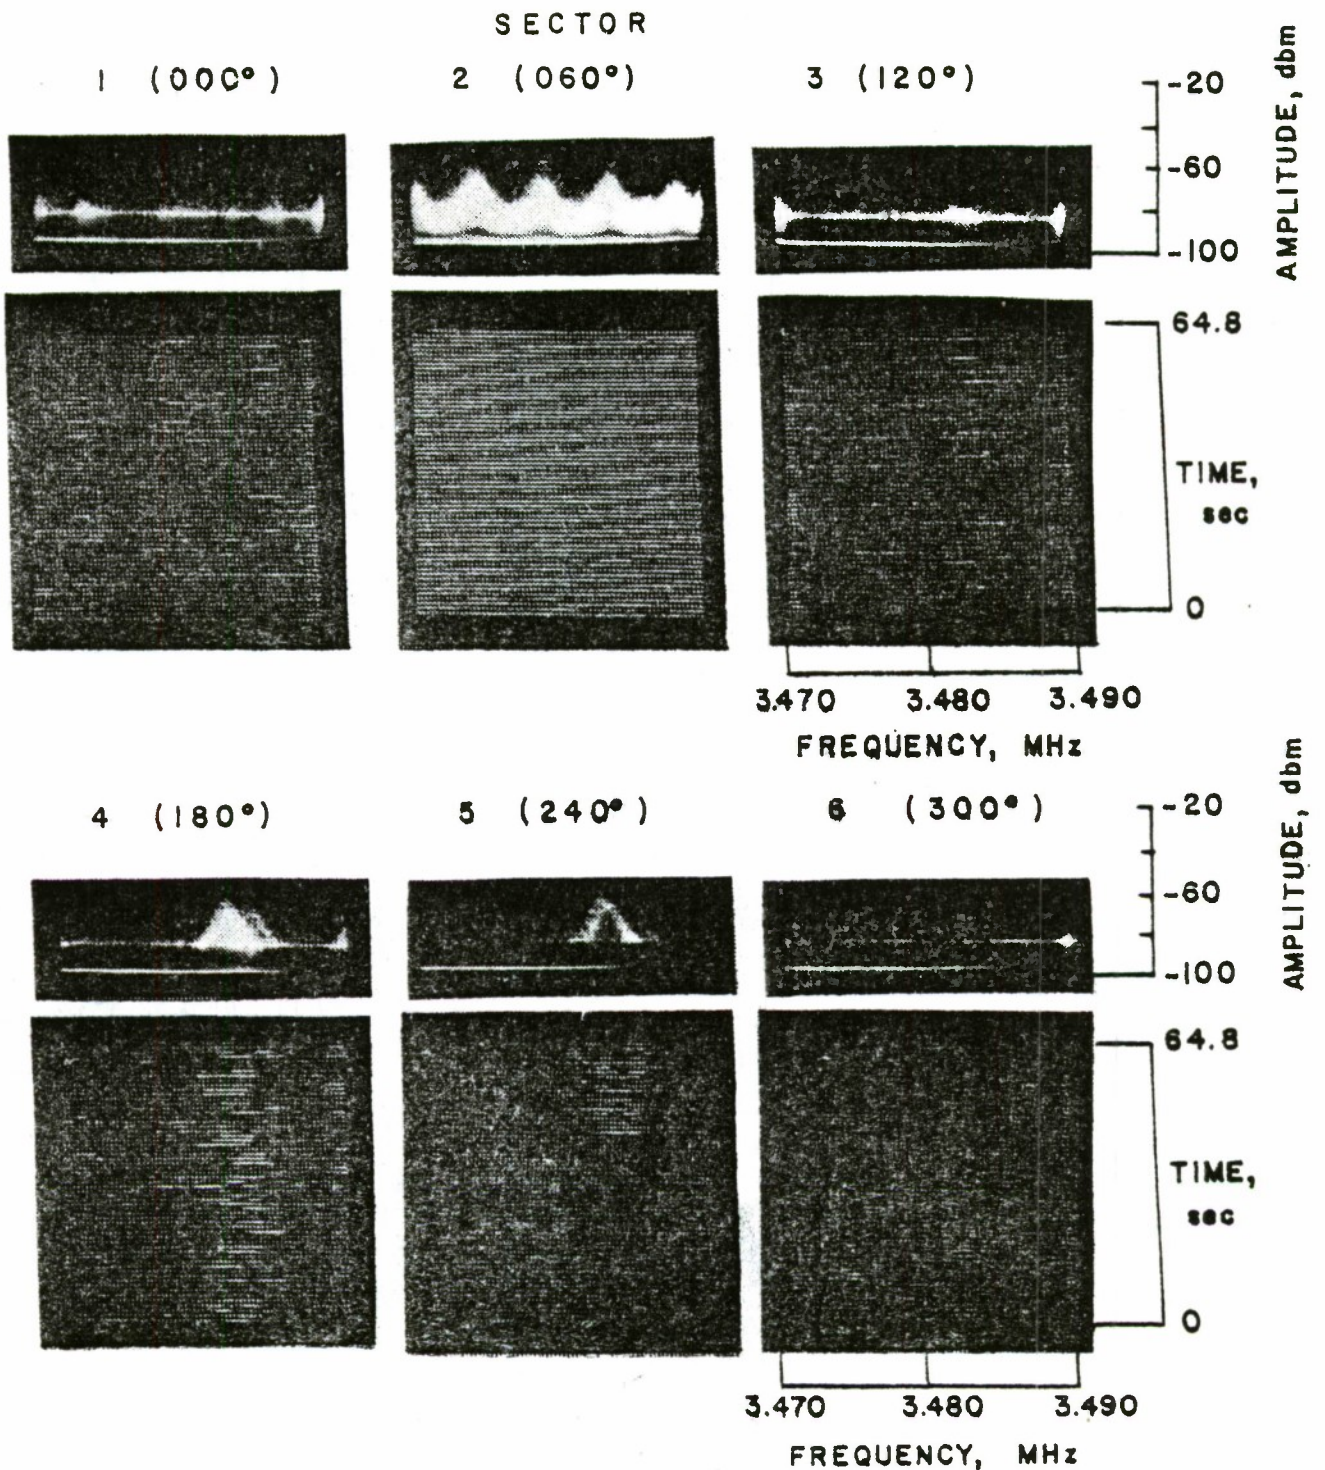 SECTOR
1 (000°) 2 (060°) 3 (120°)
-20
-60
-100
AMPLITUDE, dbm
64.8
TIME,
sec
0
3.470 3.480 3.490
FREQUENCY, MHz
4 (180°) 5 (240°) 6 (300°)
-20
-60
-100
AMPLITUDE, dbm
64.8
TIME,
sec
0
3.470 3.480 3.490
FREQUENCY, MHz